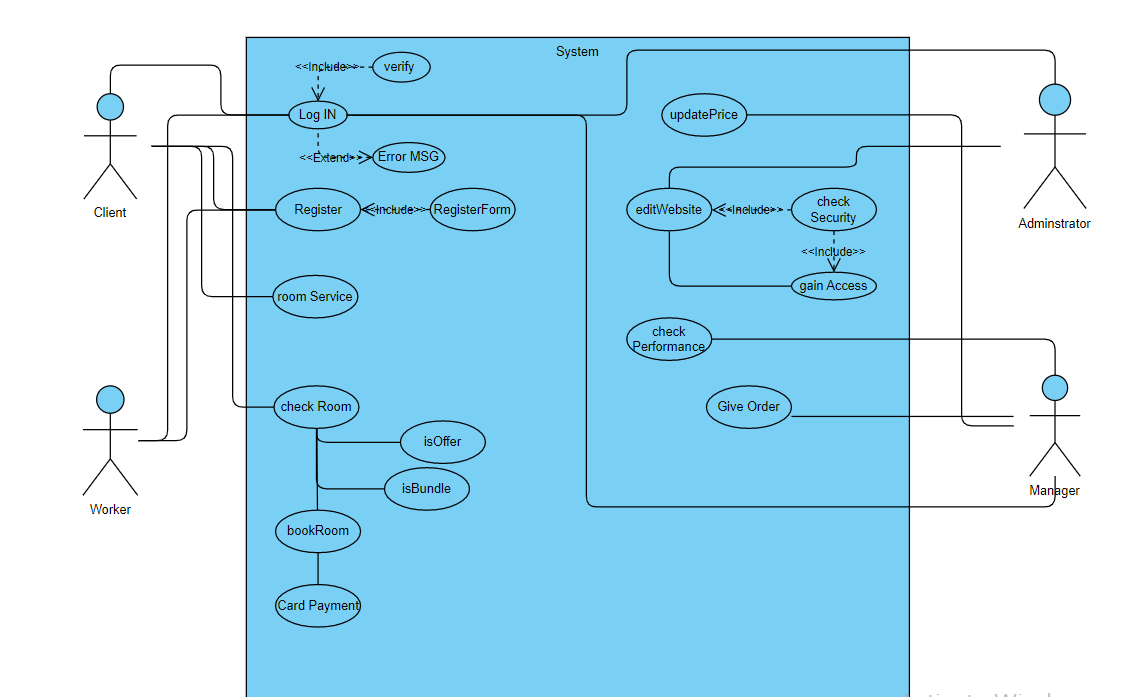 System
<<Include>>
verify
Log IN
updatePrice
<<Extend>>
Error MSG
Client
Register
<<Include>>
RegisterForm
editWebsite
<<Include>>
check
Security
Adminstrator
<<Include>>
gain Access
room Service
check
Performance
check Room
Give Order
isOffer
isBundle
Manager
Worker
bookRoom
Card Payment